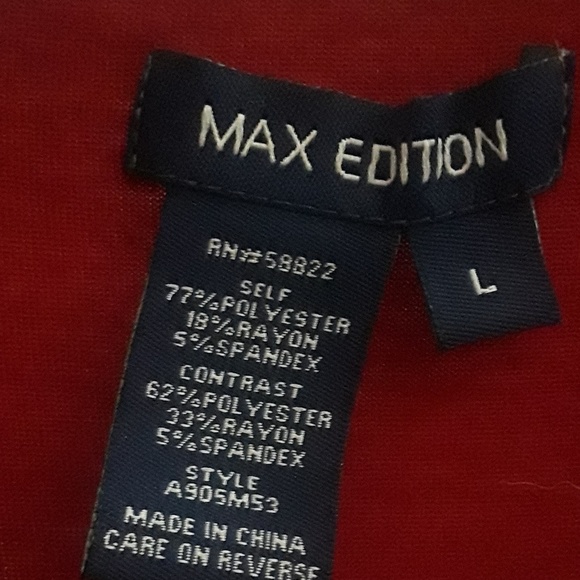 MAX EDITION
L
RN#58822
SELF
77%POLYESTER
18%RAYON
5%SPANDEX
CONTRAST
62%POLYESTER
33%RAYON
5%SPANDEX
STYLE
A905M53
MADE IN CHINA
CARE ON REVERSE